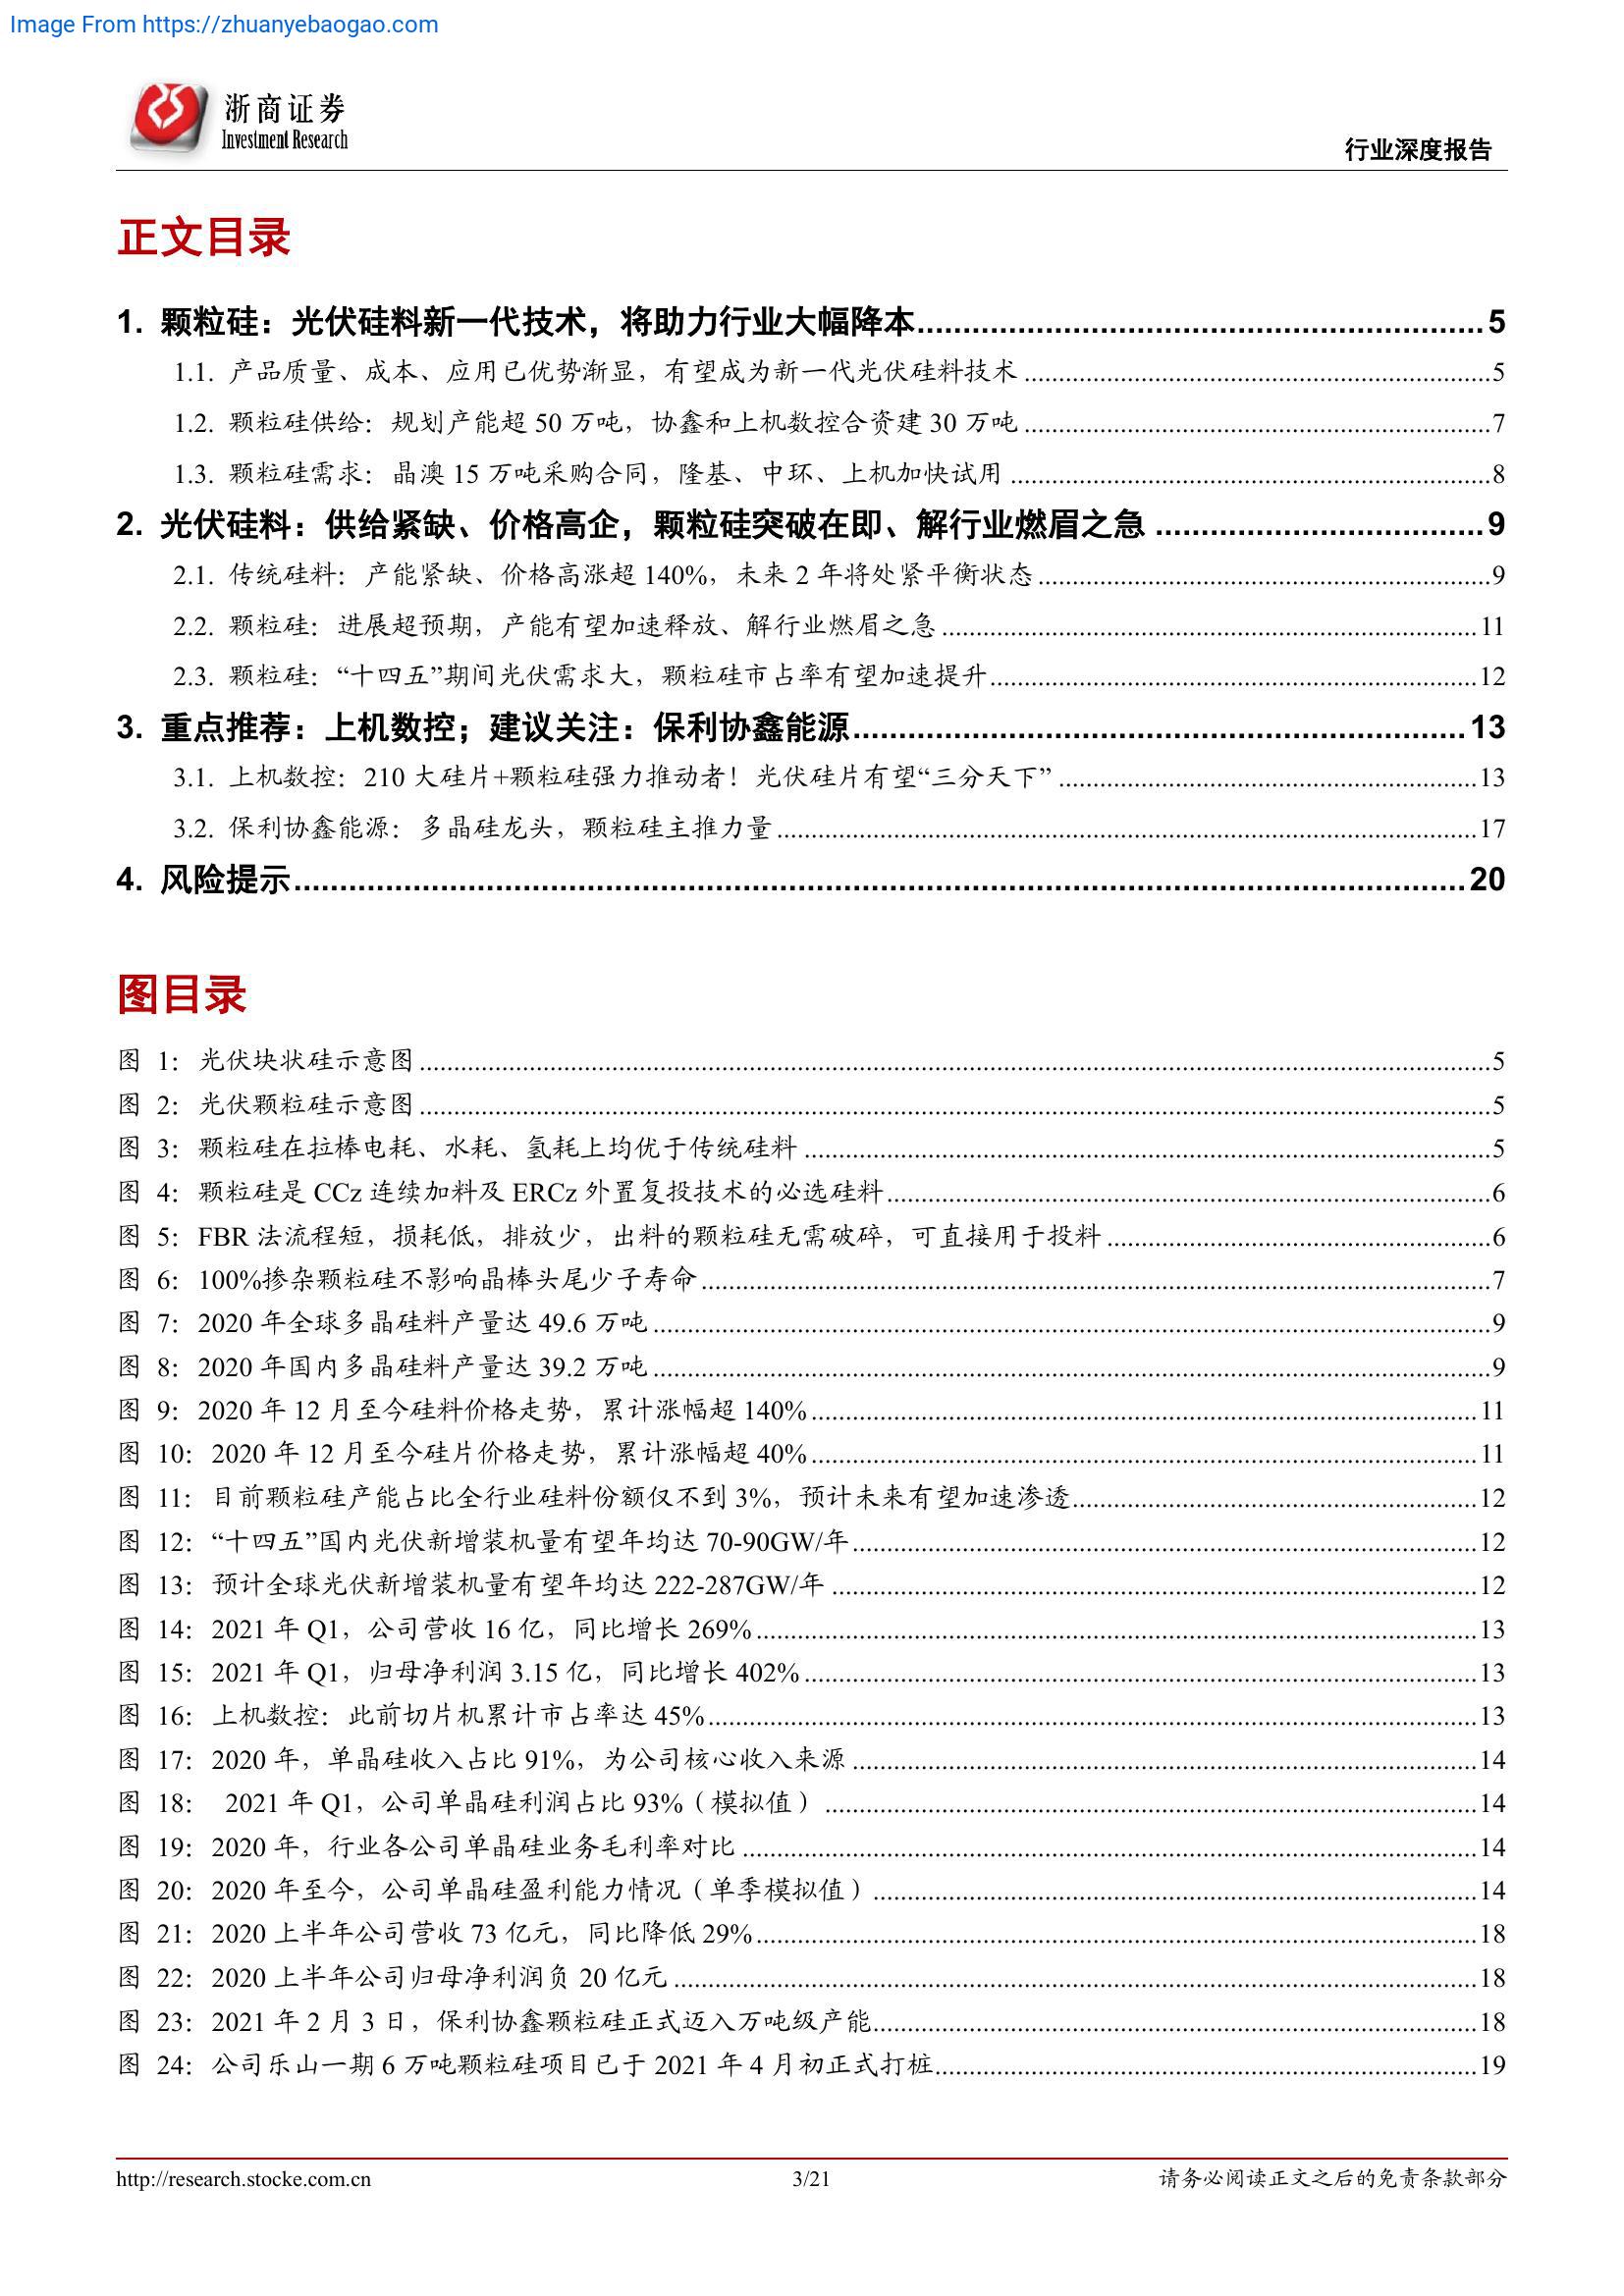 Image From https://zhuanyebaogao.com
浙商证券
Investment Research
行业深度报告
正文目录
1. 颗粒硅：光伏硅料新一代技术，将助力行业大幅降本 5
1.1. 产品质量、成本、应用已优势渐显，有望成为新一代光伏硅料技术 5
1.2. 颗粒硅供给：规划产能超 50 万吨，协鑫和上机数控合资建 30 万吨 7
1.3. 颗粒硅需求：晶澳 15 万吨采购合同，隆基、中环、上机加快试用 8
2. 光伏硅料：供给紧缺、价格高企，颗粒硅突破在即、解行业燃眉之急 9
2.1. 传统硅料：产能紧缺、价格高涨超 140%，未来 2 年将处紧平衡状态 9
2.2. 颗粒硅：进展超预期，产能有望加速释放、解行业燃眉之急 11
2.3. 颗粒硅：“十四五”期间光伏需求大，颗粒硅市占率有望加速提升 12
3. 重点推荐：上机数控；建议关注：保利协鑫能源 13
3.1. 上机数控：210 大硅片+颗粒硅强力推动者！光伏硅片有望“三分天下” 13
3.2. 保利协鑫能源：多晶硅龙头，颗粒硅主推力量 17
4. 风险提示 20
图目录
图 1：光伏块状硅示意图 5
图 2：光伏颗粒硅示意图 5
图 3：颗粒硅在拉棒电耗、水耗、氢耗上均优于传统硅料 5
图 4：颗粒硅是 CCz 连续加料及 ERCz 外置复投技术的必选硅料 6
图 5：FBR 法流程短，损耗低，排放少，出料的颗粒硅无需破碎，可直接用于投料 6
图 6：100%掺杂颗粒硅不影响晶棒头尾少子寿命 7
图 7：2020 年全球多晶硅料产量达 49.6 万吨 9
图 8：2020 年国内多晶硅料产量达 39.2 万吨 9
图 9：2020 年 12 月至今硅料价格走势，累计涨幅超 140% 11
图 10：2020 年 12 月至今硅片价格走势，累计涨幅超 40% 11
图 11：目前颗粒硅产能占比全行业硅料份额仅不到 3%，预计未来有望加速渗透 12
图 12：“十四五”国内光伏新增装机量有望年均达 70-90GW/年 12
图 13：预计全球光伏新增装机量有望年均达 222-287GW/年 12
图 14：2021 年 Q1，公司营收 16 亿，同比增长 269% 13
图 15：2021 年 Q1，归母净利润 3.15 亿，同比增长 402% 13
图 16：上机数控：此前切片机累计市占率达 45% 13
图 17：2020 年，单晶硅收入占比 91%，为公司核心收入来源 14
图 18： 2021 年 Q1，公司单晶硅利润占比 93%（模拟值） 14
图 19：2020 年，行业各公司单晶硅业务毛利率对比 14
图 20：2020 年至今，公司单晶硅盈利能力情况（单季模拟值） 14
图 21：2020 上半年公司营收 73 亿元，同比降低 29% 18
图 22：2020 上半年公司归母净利润负 20 亿元 18
图 23：2021 年 2 月 3 日，保利协鑫颗粒硅正式迈入万吨级产能 18
图 24：公司乐山一期 6 万吨颗粒硅项目已于 2021 年 4 月初正式打桩 19
http://research.stocke.com.cn 3/21 请务必阅读正文之后的免责条款部分